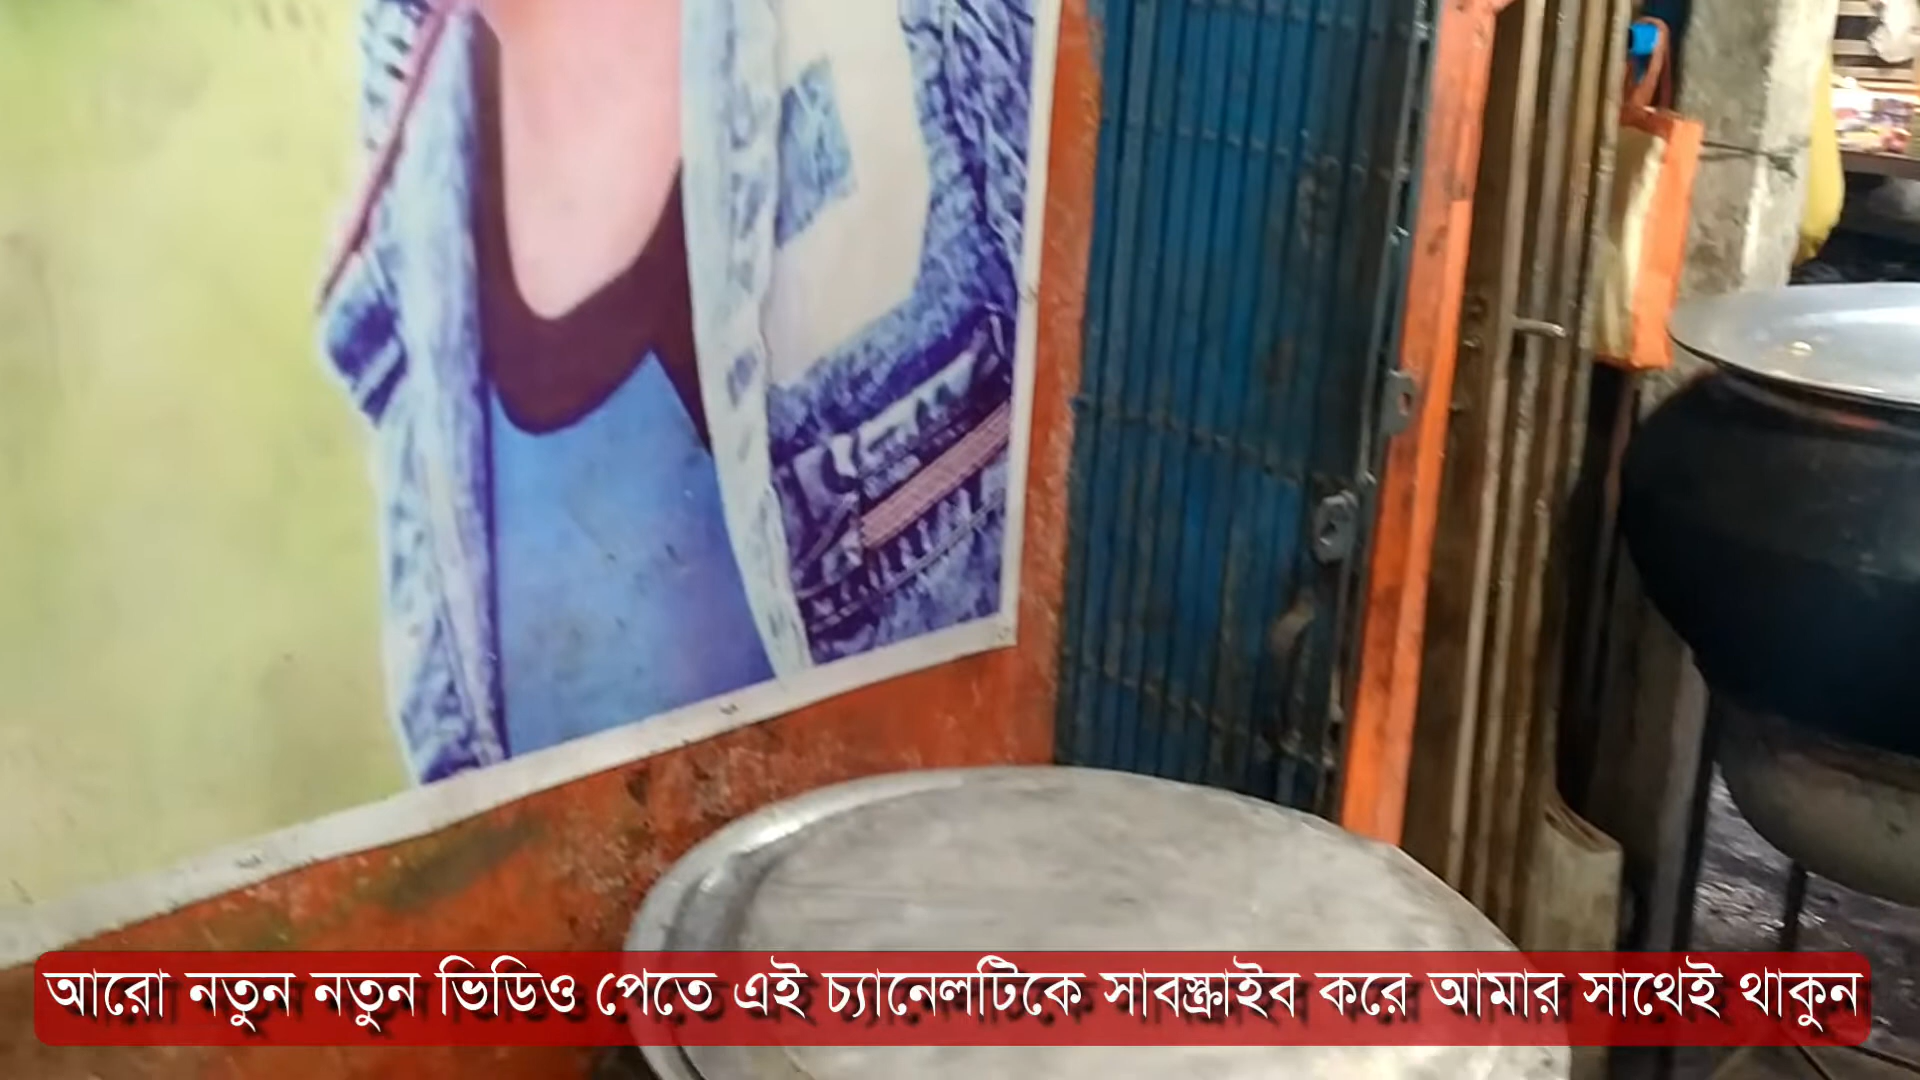 আরো নতুন নতুন ভিডিও পেতে এই চ্যানেলটিকে সাবস্ক্রাইব করে আমার সাথেই থাকুন